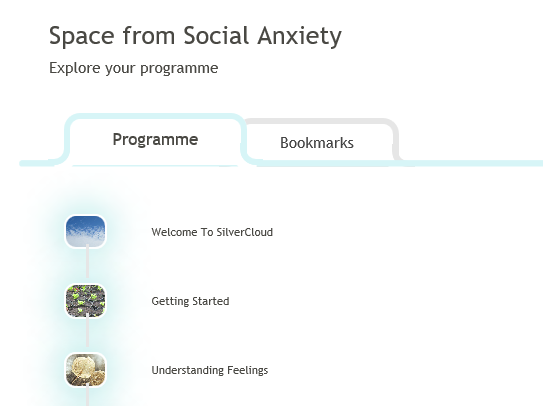 Space from Social Anxiety
Explore your programme
Programme
Bookmarks
Welcome To SilverCloud
Getting Started
Understanding Feelings